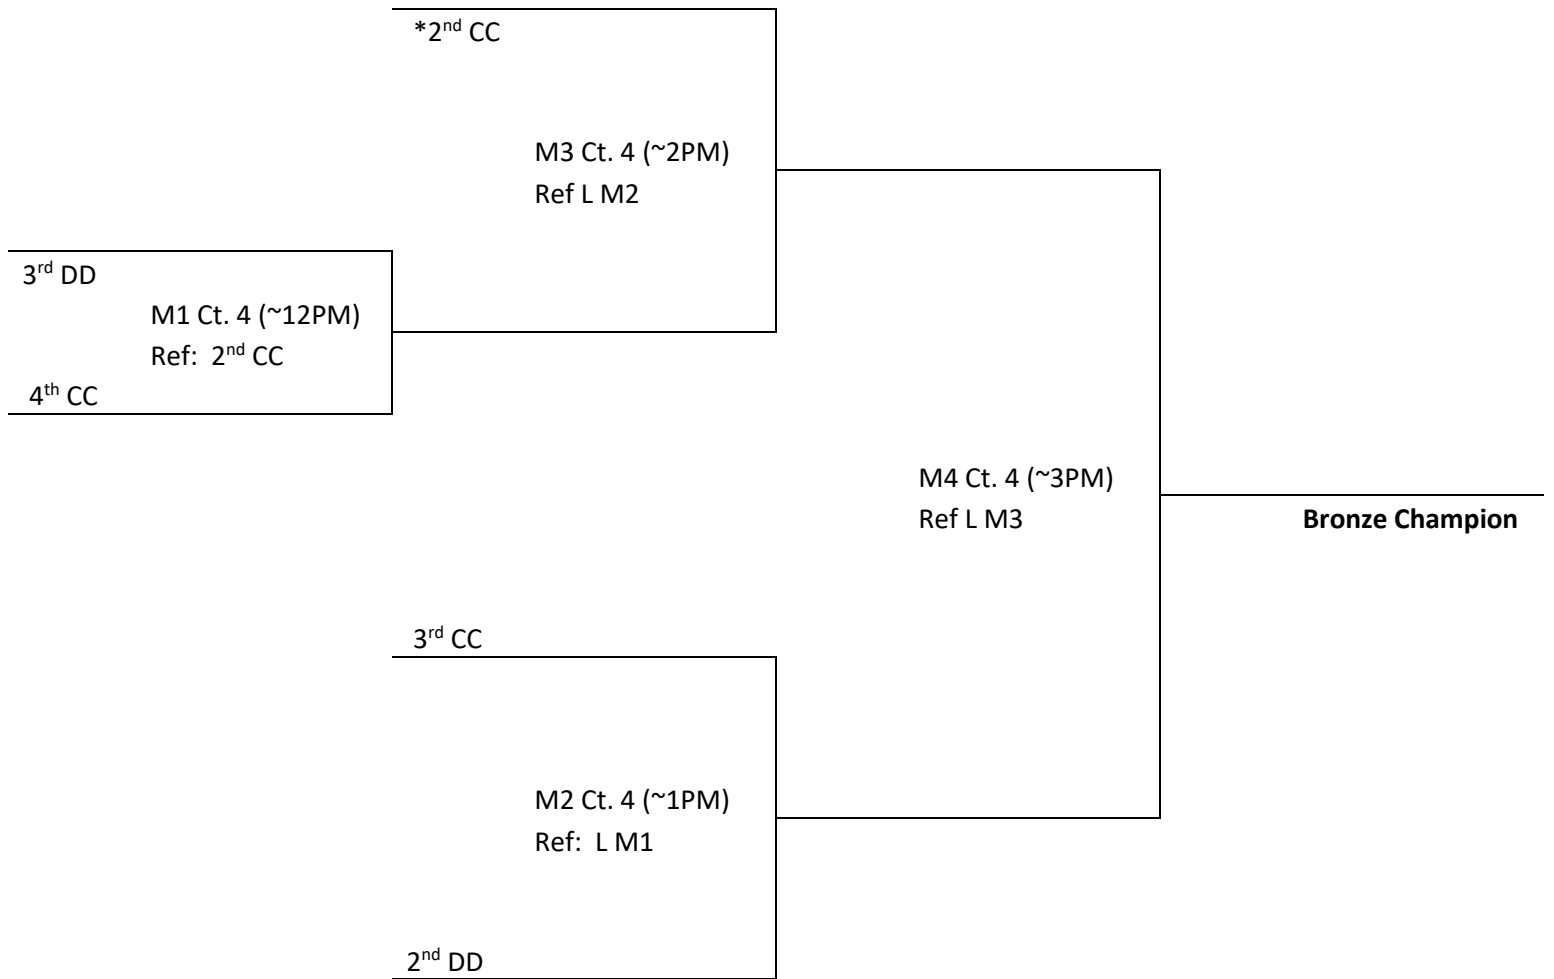 *2nd CC
M3 Ct. 4 (~2PM)
Ref L M2
3rd DD
M1 Ct. 4 (~12PM)
Ref:  2nd CC
4th CC
M4 Ct. 4 (~3PM)
Ref L M3
Bronze Champion
3rd CC
M2 Ct. 4 (~1PM)
Ref:  L M1
2nd DD